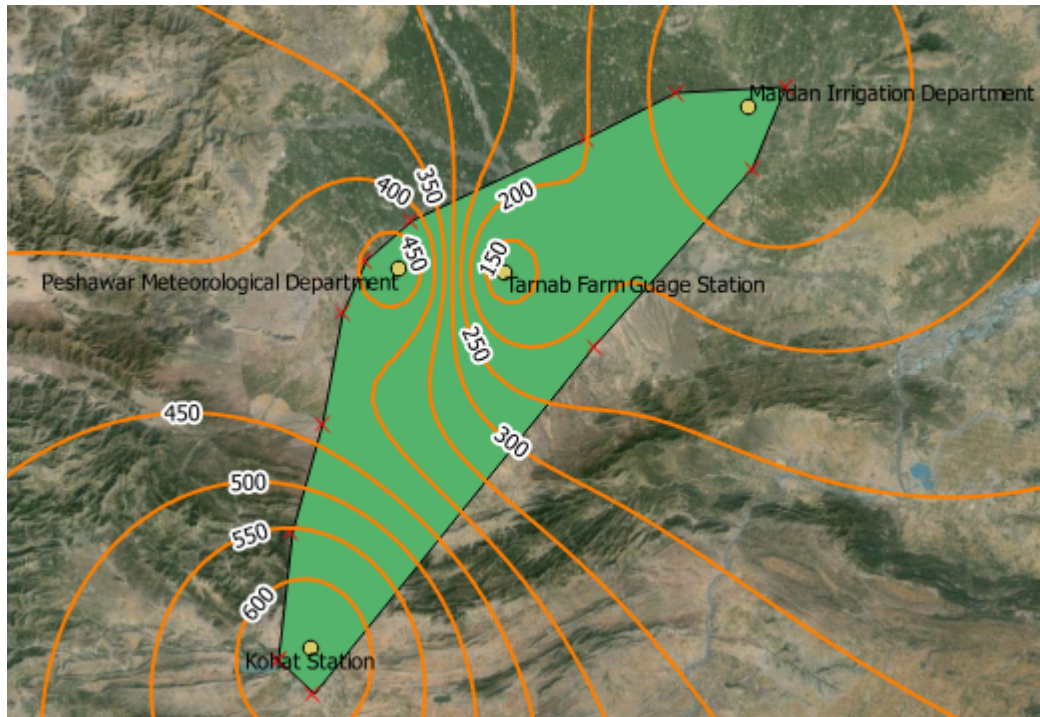 Mardan Irrigation Department
400
350
200
450
150
Peshawar Meteorological Department
Tarnab Farm Guage Station
250
450
300
500
550
600
Kohat Station